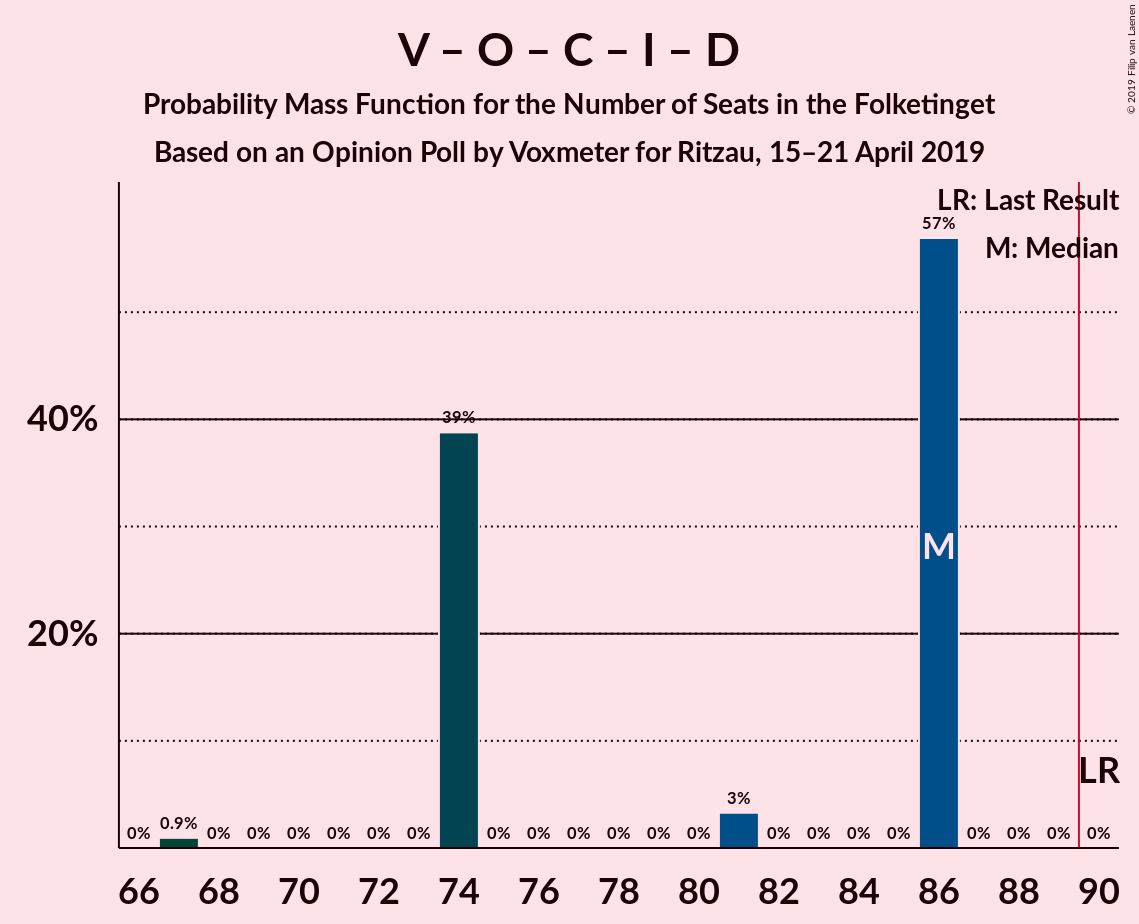 V – O – C – I – D
Probability Mass Function for the Number of Seats in the Folketinget
Based on an Opinion Poll by Voxmeter for Ritzau, 15–21 April 2019
© 2019 Filip van Laenen
LR: Last Result
M: Median
40%
20%
0% 0.9% 0% 0% 0% 0% 0% 0% 39% 0% 0% 0% 0% 0% 0% 3% 0% 0% 0% 0% 57% 0% 0% 0% 0%
M
LR
66 68 70 72 74 76 78 80 82 84 86 88 90